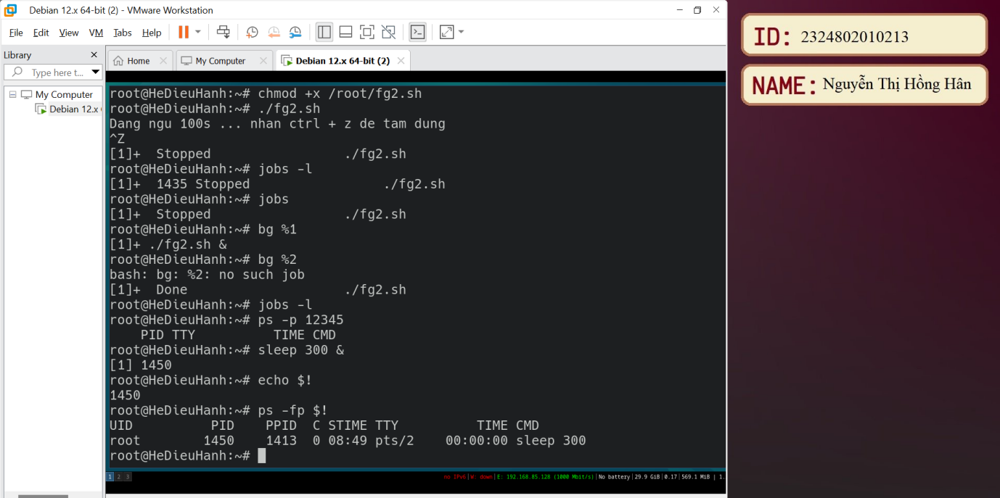 Debian 12.x 64-bit (2) - VMware Workstation
File Edit View VM Tabs Help
Library
Type here t...
My Computer
Debian 12.x
Home
My Computer
Debian 12.x 64-bit (2)
root@HeDieuHanh:~# chmod +x /root/fg2.sh
root@HeDieuHanh:~# ./fg2.sh
Dang ngu 100s ... nhan ctrl + z de tam dung
^Z
[1]+  Stopped                 ./fg2.sh
root@HeDieuHanh:~# jobs -l
[1]+  1435 Stopped                 ./fg2.sh
root@HeDieuHanh:~# jobs
[1]+  Stopped                 ./fg2.sh
root@HeDieuHanh:~# bg %1
[1]+ ./fg2.sh &
root@HeDieuHanh:~# bg %2
bash: bg: %2: no such job
[1]+  Done                    ./fg2.sh
root@HeDieuHanh:~# jobs -l
root@HeDieuHanh:~# ps -p 12345
    PID TTY          TIME CMD
root@HeDieuHanh:~# sleep 300 &
[1] 1450
root@HeDieuHanh:~# echo $!
1450
root@HeDieuHanh:~# ps -fp $!
UID          PID    PPID  C STIME TTY          TIME CMD
root        1450    1413  0 08:49 pts/2    00:00:00 sleep 300
root@HeDieuHanh:~#
1 2 3
no IPv6|W: down|E: 192.168.85.128 (1000 Mbit/s)|No battery|29.9 GiB|0.17|569.1 MiB | 1.
ID: 2324802010213
NAME: Nguyễn Thị Hồng Hân